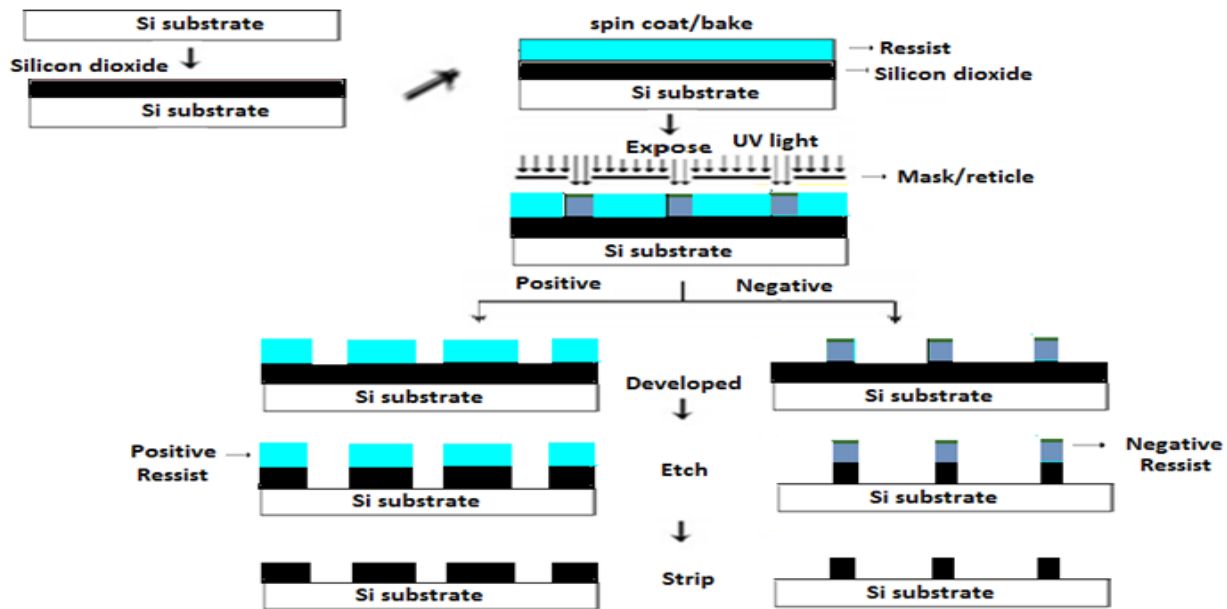 Si substrate
Silicon dioxide
Si substrate
spin coat/bake
Ressist
Silicon dioxide
Si substrate
Expose
UV light
Mask/reticle
Si substrate
Positive
Negative
Si substrate
Developed
Si substrate
Positive
Ressist
Si substrate
Etch
Si substrate
Negative
Ressist
Si substrate
Strip
Si substrate